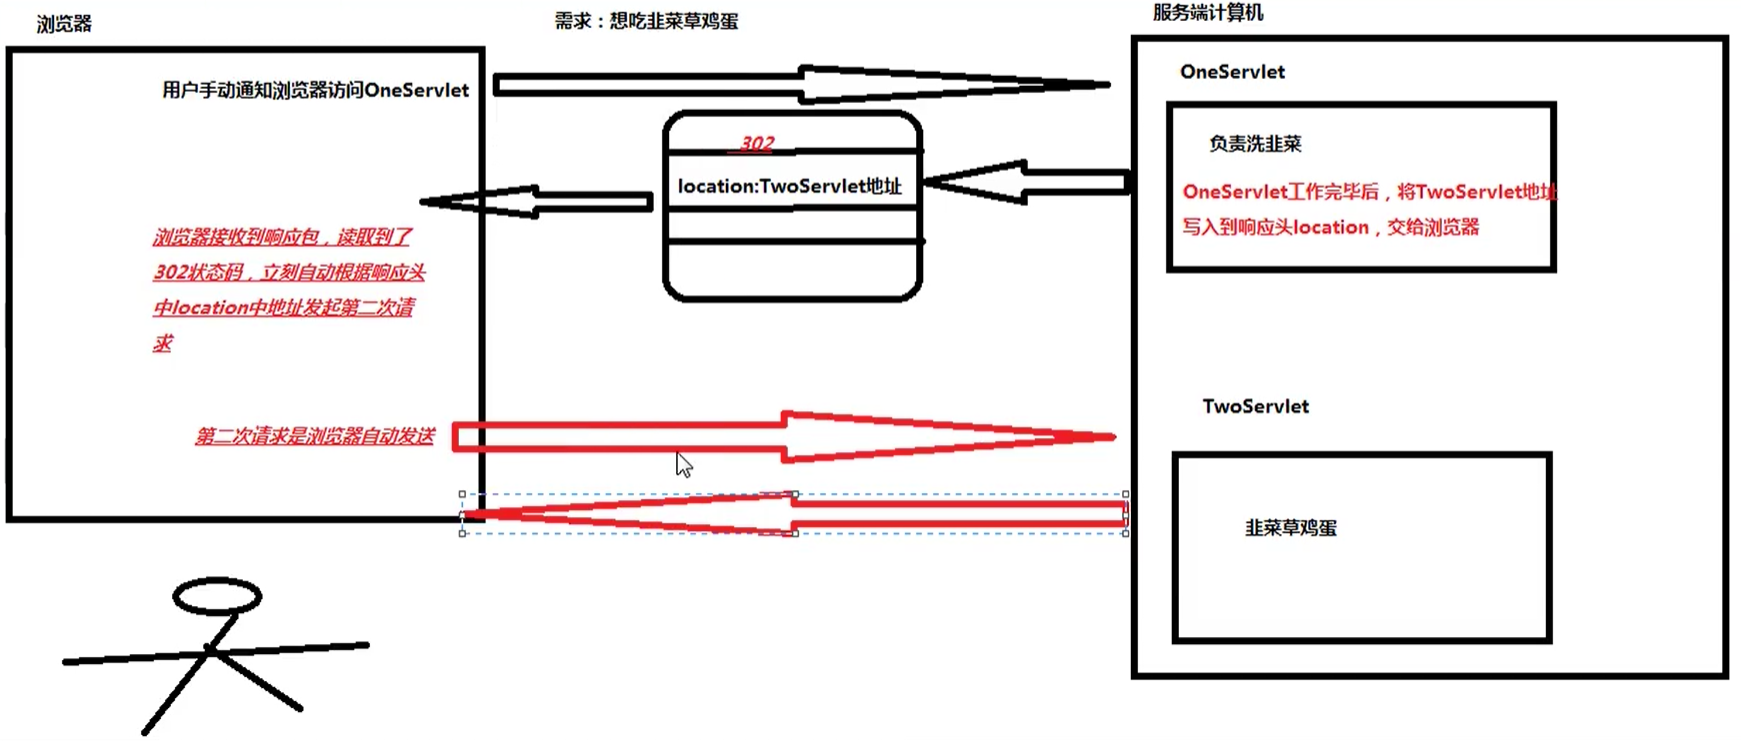 浏览器
需求：想吃韭菜草鸡蛋
服务端计算机
用户手动通知浏览器访问OneServlet
OneServlet
302
负责洗韭菜
location:TwoServlet地址
OneServlet工作完毕后，将TwoServlet地址
写入到响应头location，交给浏览器
浏览器接收到响应包，读取到了
302状态码，立刻自动根据响应头
中location中地址发起第二次请
求
TwoServlet
第二次请求是浏览器自动发送
韭菜草鸡蛋